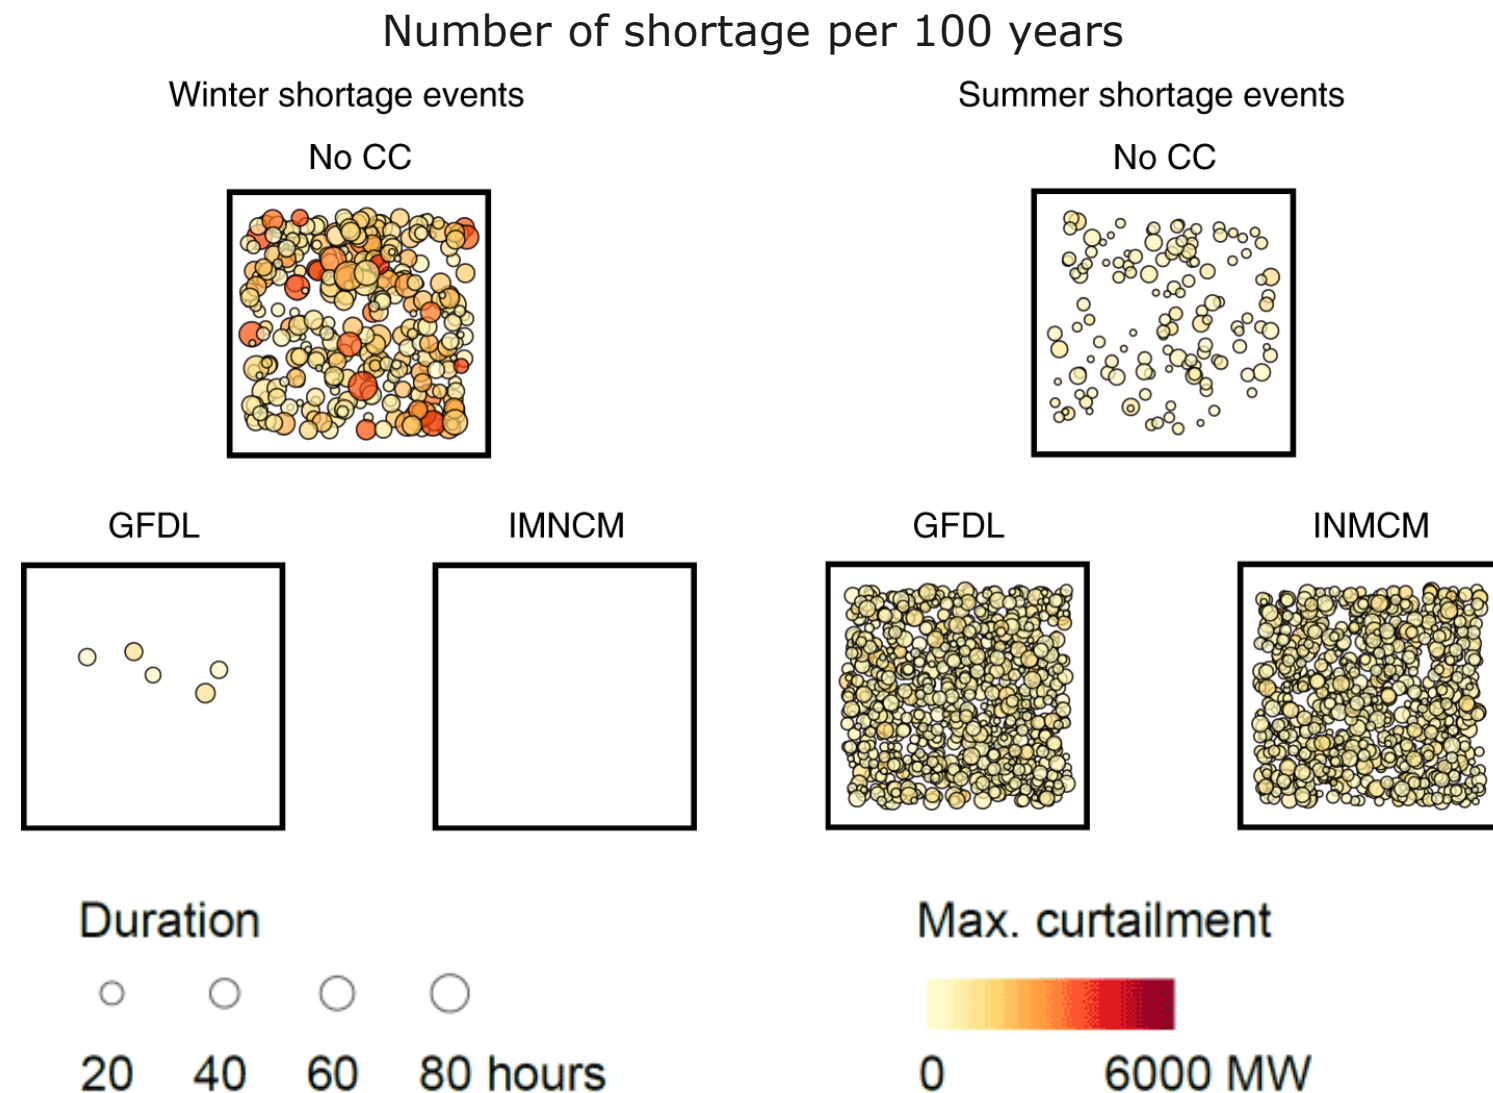 Number of shortage per 100 years
Winter shortage events
Summer shortage events
No CC
No CC
GFDL
IMNCM
GFDL
INMCM
Duration
Max. curtailment
20 40 60 80 hours
0 6000 MW